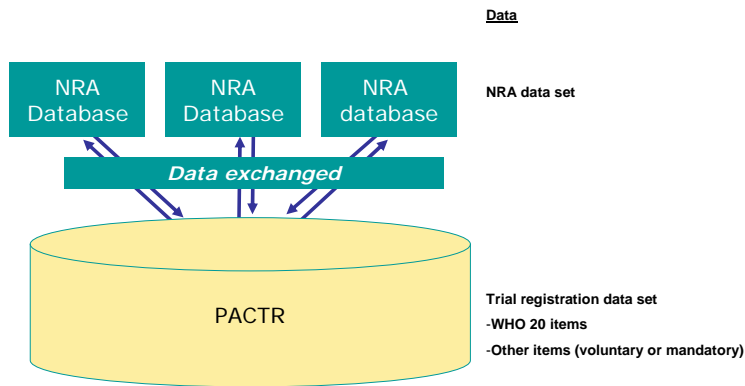 Data
NRA
Database
NRA
Database
NRA
database
NRA data set
Data exchanged
PACTR
Trial registration data set
-WHO 20 items
-Other items (voluntary or mandatory)